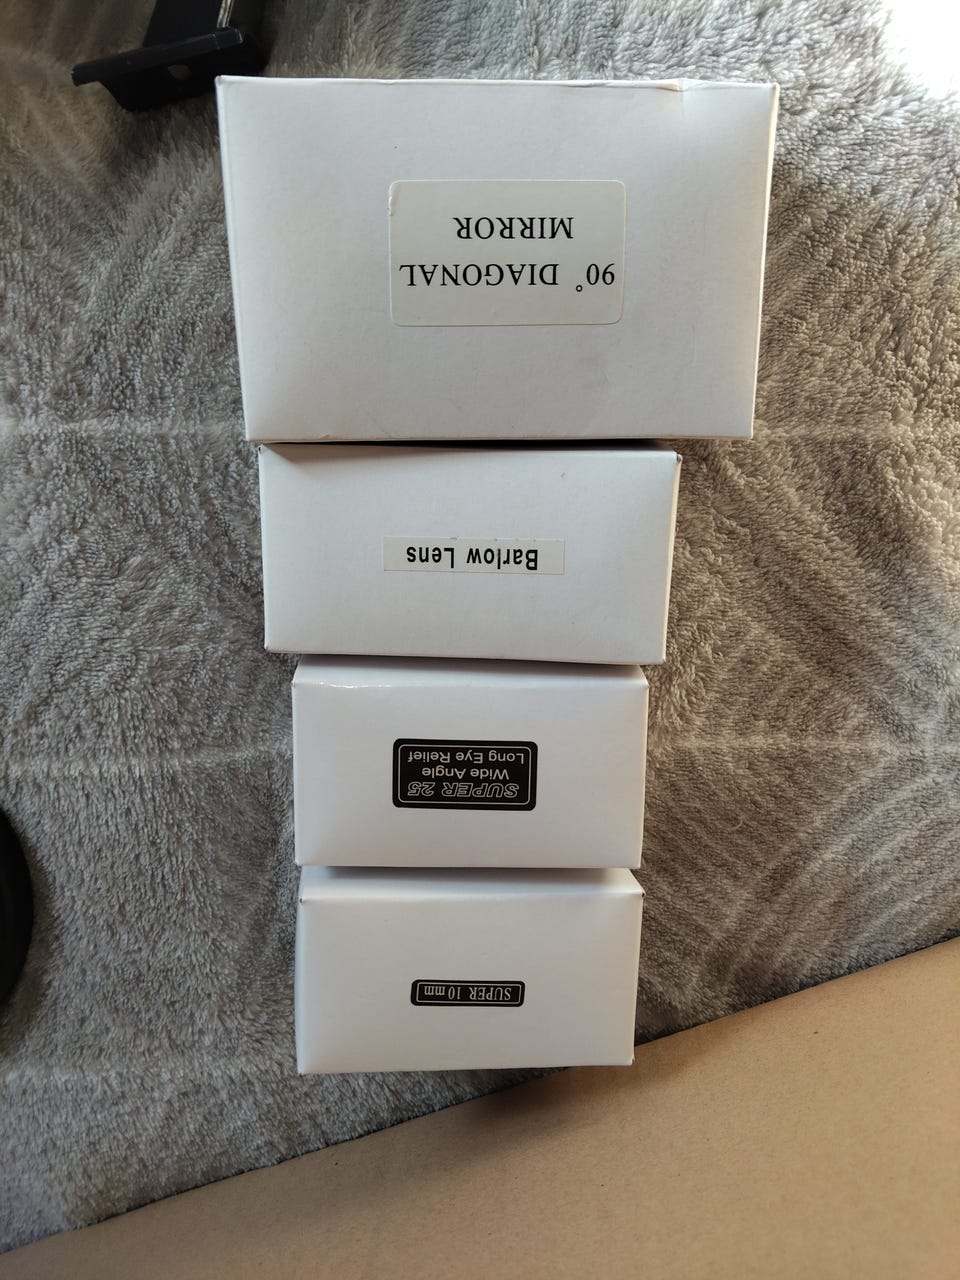 SUPER 10mm
SUPER 25
Wide Angle
Long Eye Relief
Barlow Lens
90° DIAGONAL
MIRROR